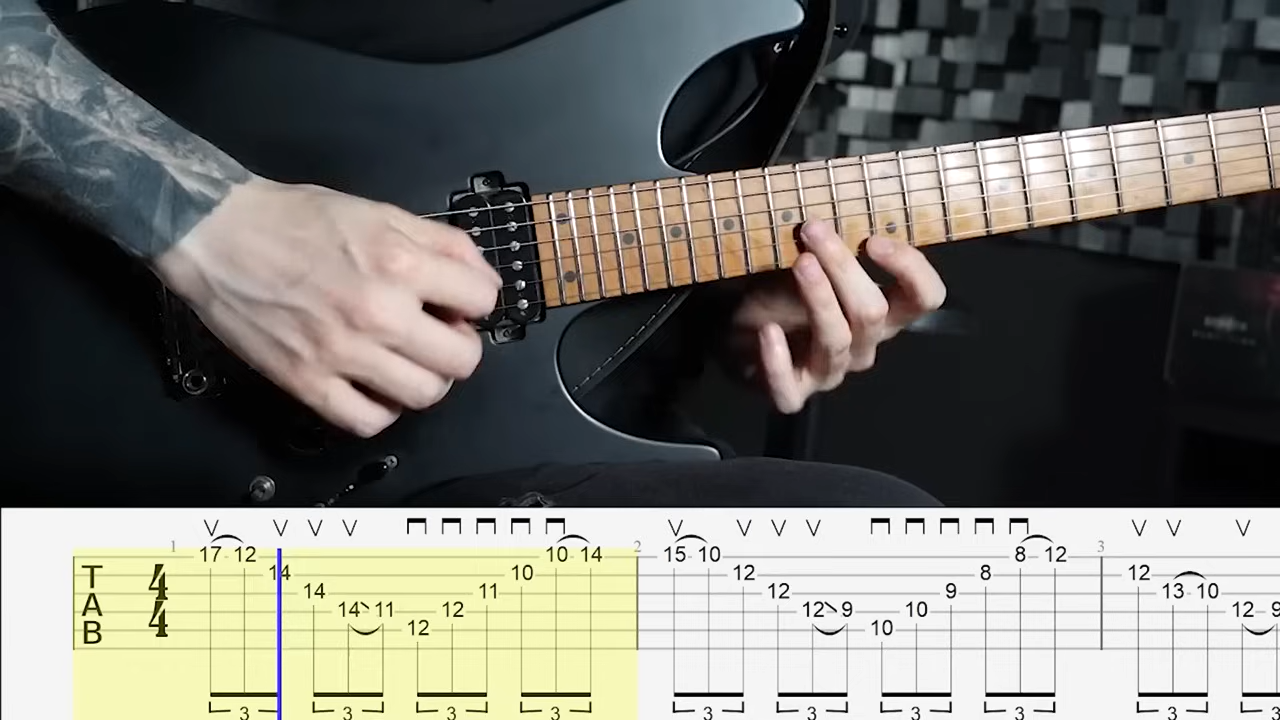 1 2 3
17 12 10 14 15 10 8 12
T 4 14 10 12 8 12
14 11 12 9 13 10
A 4 14 11 12 12 9 10 12 9
B 12 10
3 3 3 3 3 3 3 3 3 3